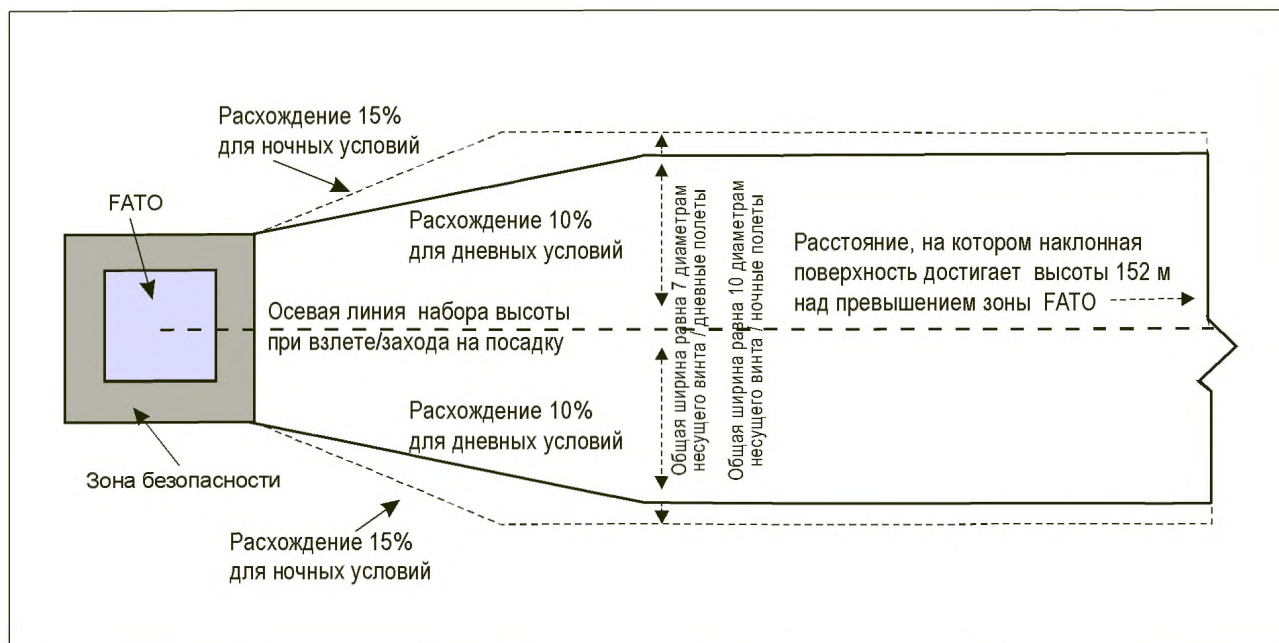 Расхождение 15%
для ночных условий
FATO
Расхождение 10%
для дневных условий
Осевая линия набора высоты
при взлете/захода на посадку
Расхождение 10%
для дневных условий
Зона безопасности
Расхождение 15%
для ночных условий
Общая ширина равна 7 диаметрам
несущего винта / дневные полеты
Общая ширина равна 10 диаметрам
несущего винта / ночные полеты
Расстояние, на котором наклонная
поверхность достигает высоты 152 м
над превышением зоны FATO